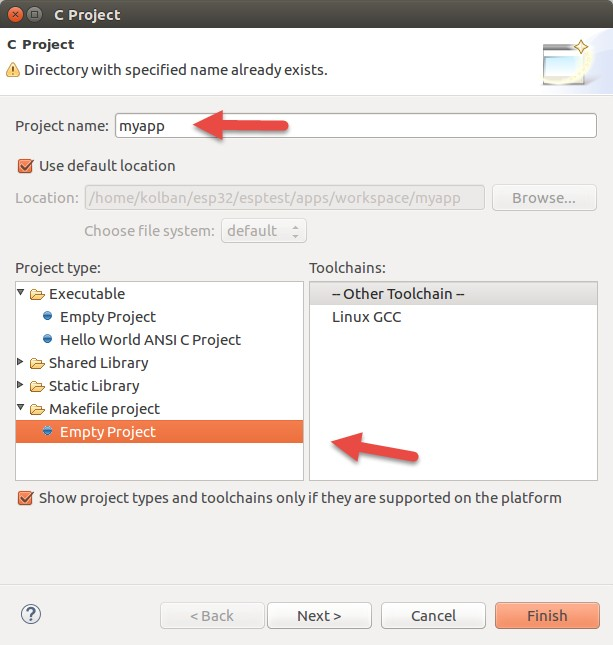 C Project
C Project
Directory with specified name already exists.
Project name: myapp
Use default location
Location: /home/kolban/esp32/esptest/apps/workspace/myapp Browse...
Choose file system: default
Project type: Toolchains:
Executable -- Other Toolchain --
Empty Project Linux GCC
Hello World ANSI C Project
Shared Library
Static Library
Makefile project
Empty Project
Show project types and toolchains only if they are supported on the platform
? < Back Next > Cancel Finish